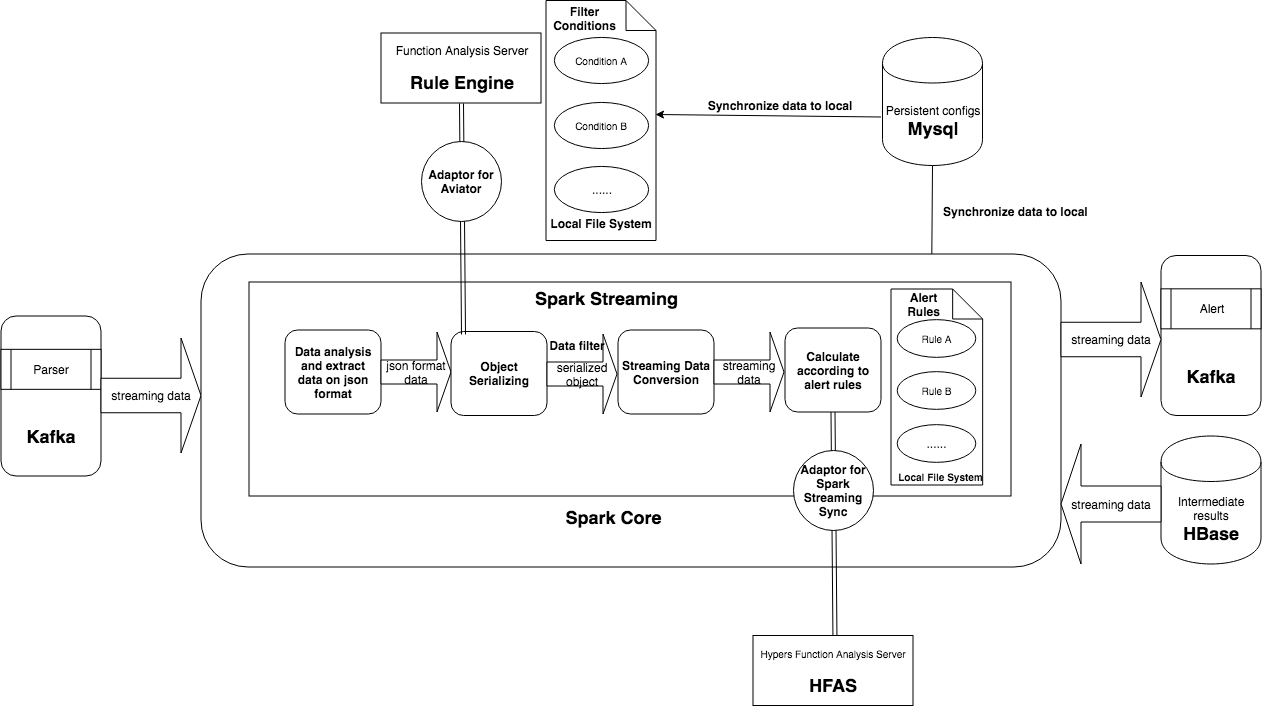 Filter
Conditions
Condition A
Condition B
......
Local File System
Function Analysis Server
Rule Engine
Adaptor for
Aviator
Synchronize data to local
Persistent configs
Mysql
Synchronize data to local
Parser
Kafka
streaming data
Spark Streaming
Data analysis
and extract
data on json
format
json format
data
Object
Serializing
Data filter
serialized
object
Streaming Data
Conversion
streaming
data
Calculate
according to
alert rules
Alert
Rules
Rule A
Rule B
......
Local File System
Adaptor for
Spark
Streaming
Sync
Spark Core
streaming data
Alert
Kafka
streaming data
Intermediate
results
HBase
Hypers Function Analysis Server
HFAS